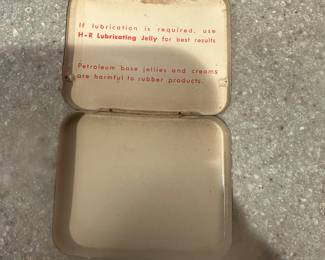 If lubrication is required, use
H-R Lubricating Jelly for best results
Petroleum base jellies and creams
are harmful to rubber products.